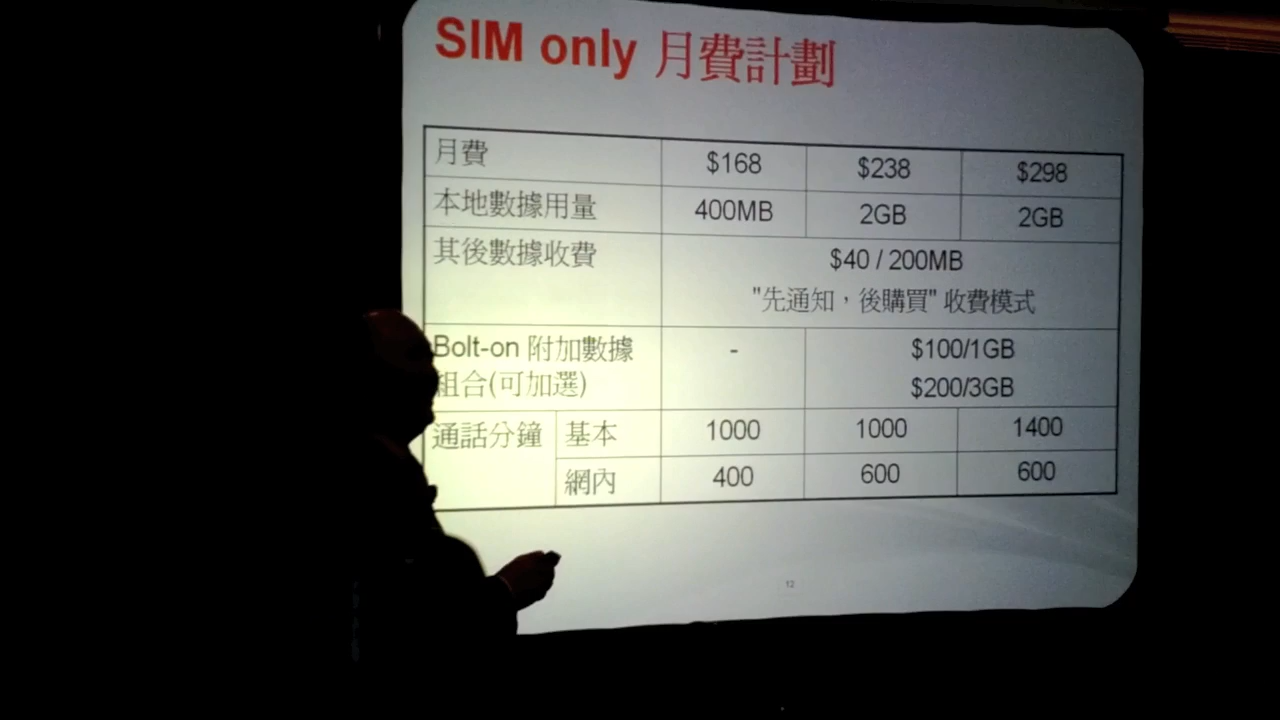 SIM only 月費計劃
月費 $168 $238 $298
本地數據用量 400MB 2GB 2GB
其後數據收費 $40 / 200MB
"先通知，後購買" 收費模式
Bolt-on 附加數據 - $100/1GB
組合(可加選) $200/3GB
通話分鐘 基本 1000 1000 1400
網內 400 600 600
12